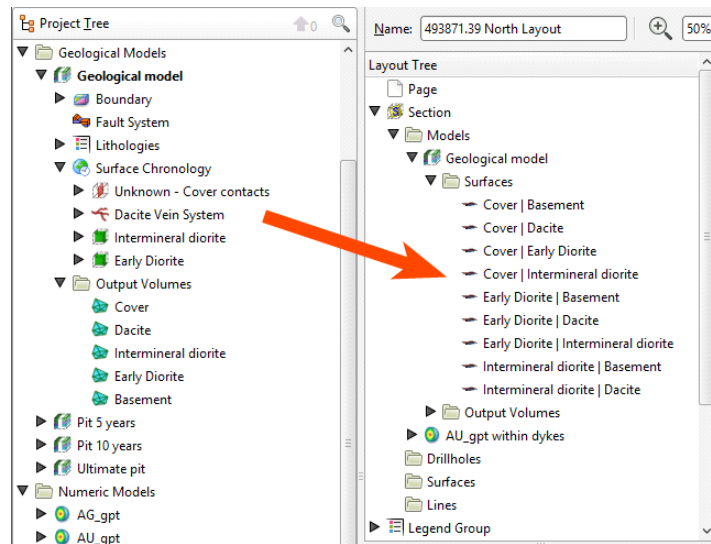 Project Tree
0
Geological Models
Geological model
Boundary
Fault System
Lithologies
Surface Chronology
Unknown - Cover contacts
Dacite Vein System
Intermineral diorite
Early Diorite
Output Volumes
Cover
Dacite
Intermineral diorite
Early Diorite
Basement
Pit 5 years
Pit 10 years
Ultimate pit
Numeric Models
AG_gpt
AU_gpt
Name: 493871.39 North Layout 50%
Layout Tree
Page
Section
Models
Geological model
Surfaces
Cover | Basement
Cover | Dacite
Cover | Early Diorite
Cover | Intermineral diorite
Early Diorite | Basement
Early Diorite | Dacite
Early Diorite | Intermineral diorite
Intermineral diorite | Basement
Intermineral diorite | Dacite
Output Volumes
AU_gpt within dykes
Drillholes
Surfaces
Lines
Legend Group